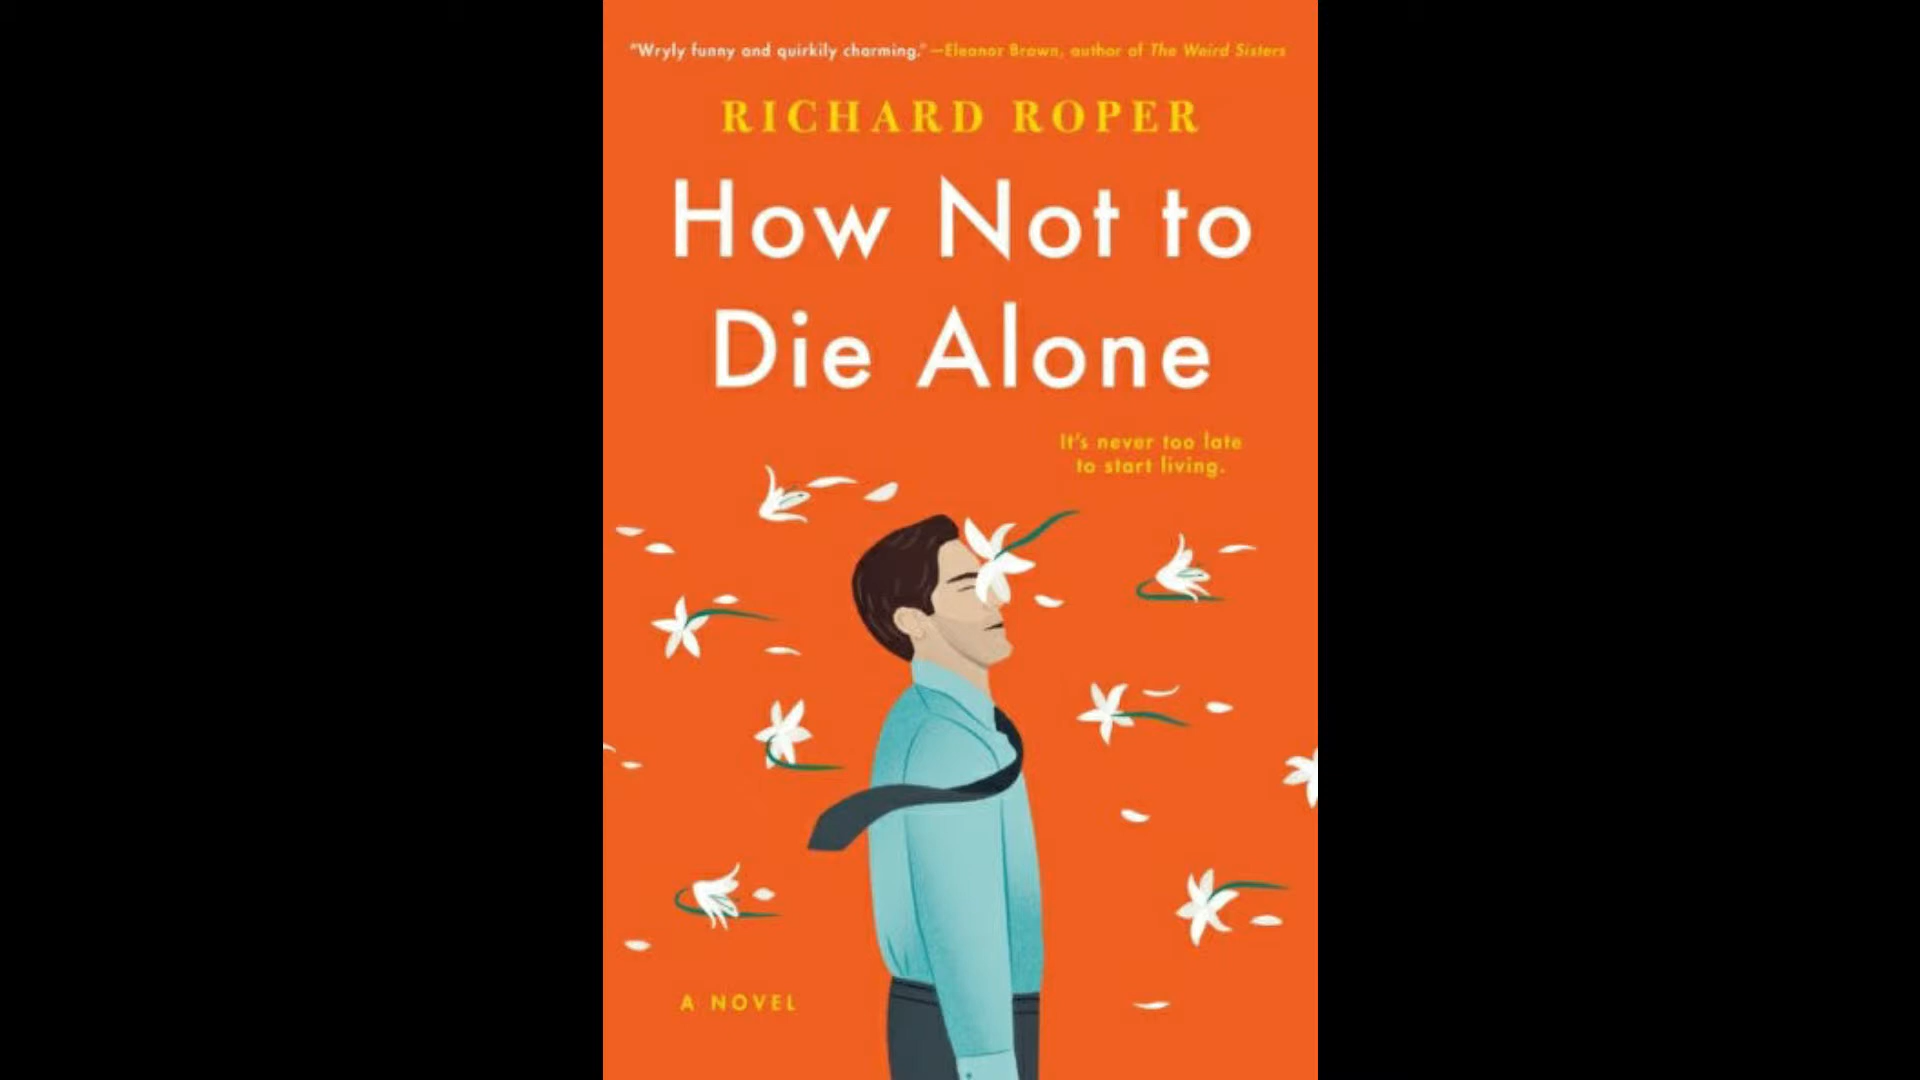 "Wryly funny and quirkily charming." —Eleanor Brown, author of The Weird Sisters
RICHARD ROPER
How Not to
Die Alone
It's never too late
to start living.
A NOVEL